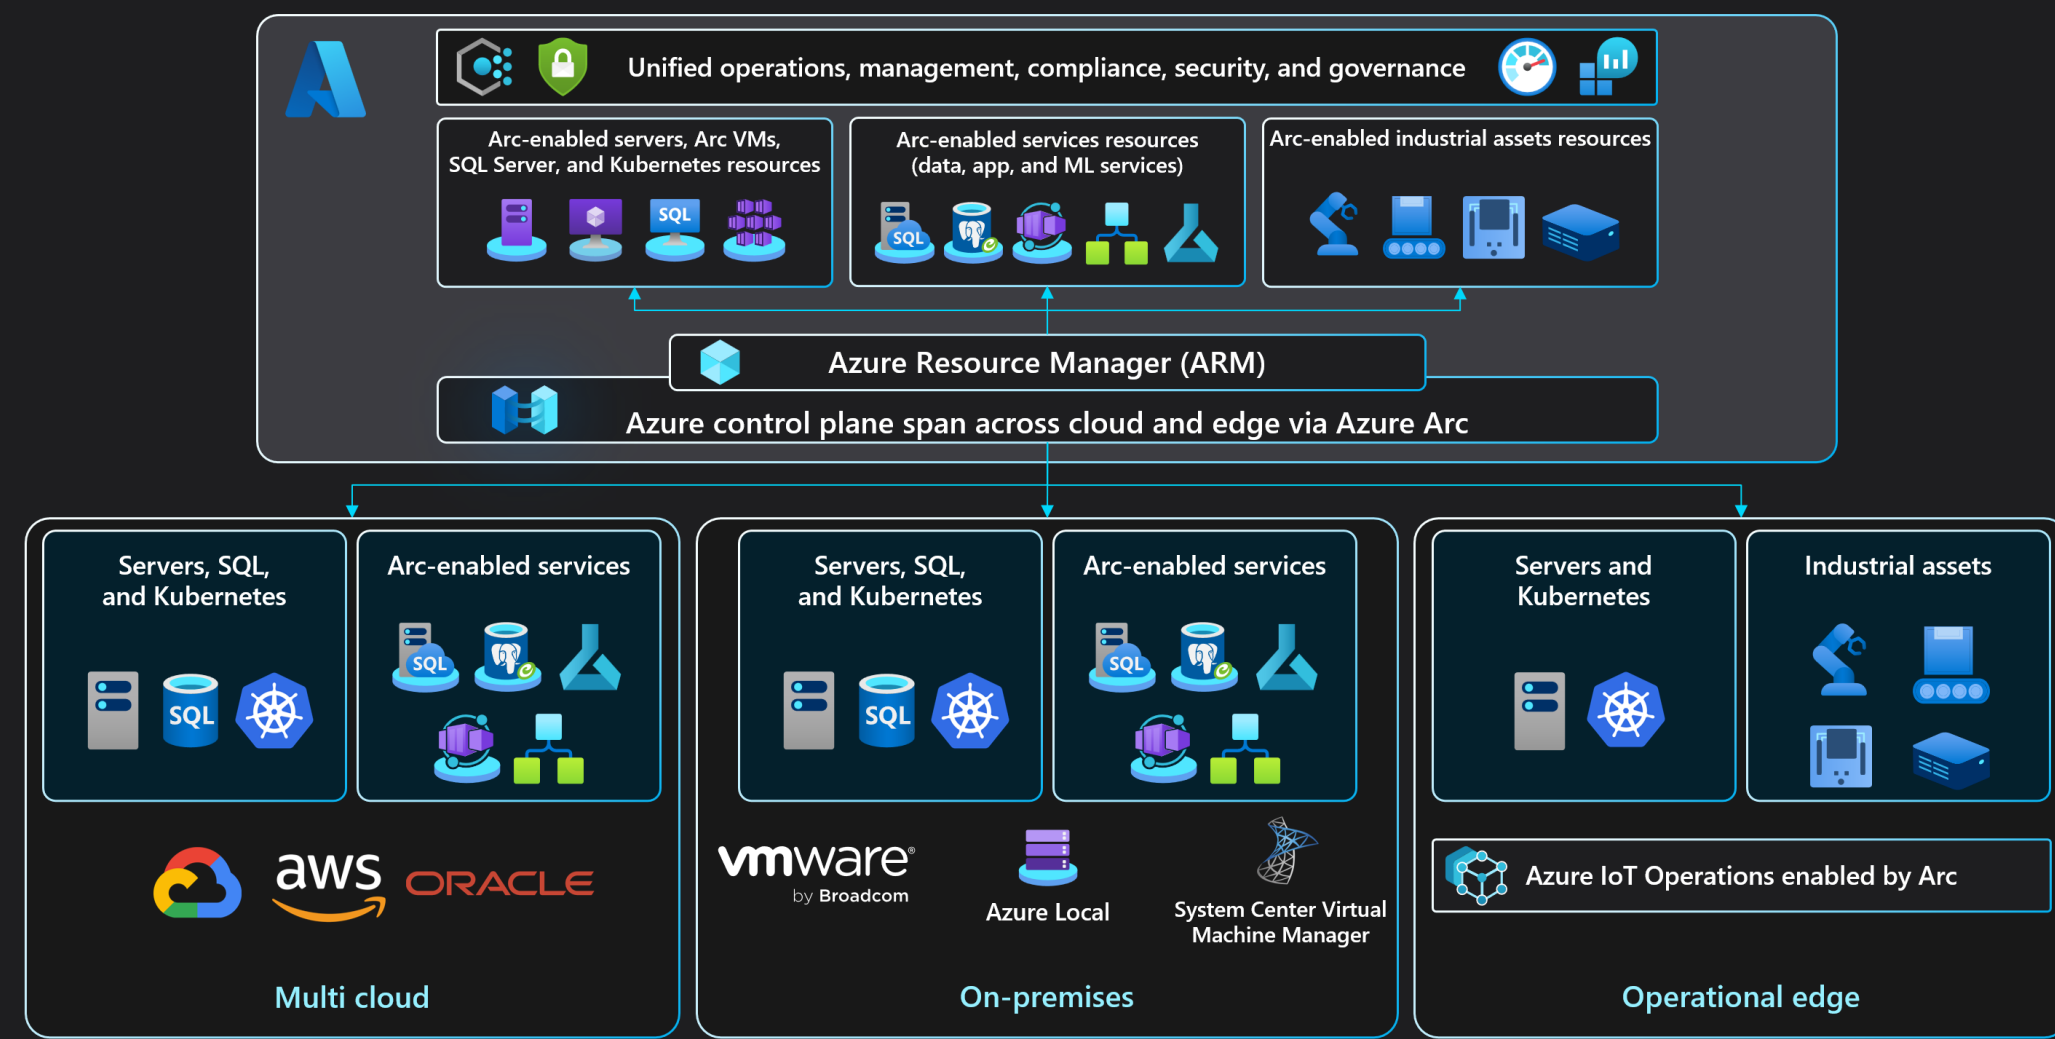 Unified operations, management, compliance, security, and governance
Arc-enabled servers, Arc VMs,
SQL Server, and Kubernetes resources
SQL
Arc-enabled services resources
(data, app, and ML services)
SQL
Arc-enabled industrial assets resources
Azure Resource Manager (ARM)
Azure control plane span across cloud and edge via Azure Arc
Servers, SQL,
and Kubernetes
SQL
Arc-enabled services
SQL
aws
ORACLE
Multi cloud
Servers, SQL,
and Kubernetes
SQL
Arc-enabled services
SQL
vmware®
by Broadcom
Azure Local
System Center Virtual
Machine Manager
On-premises
Servers and
Kubernetes
Industrial assets
Azure IoT Operations enabled by Arc
Operational edge